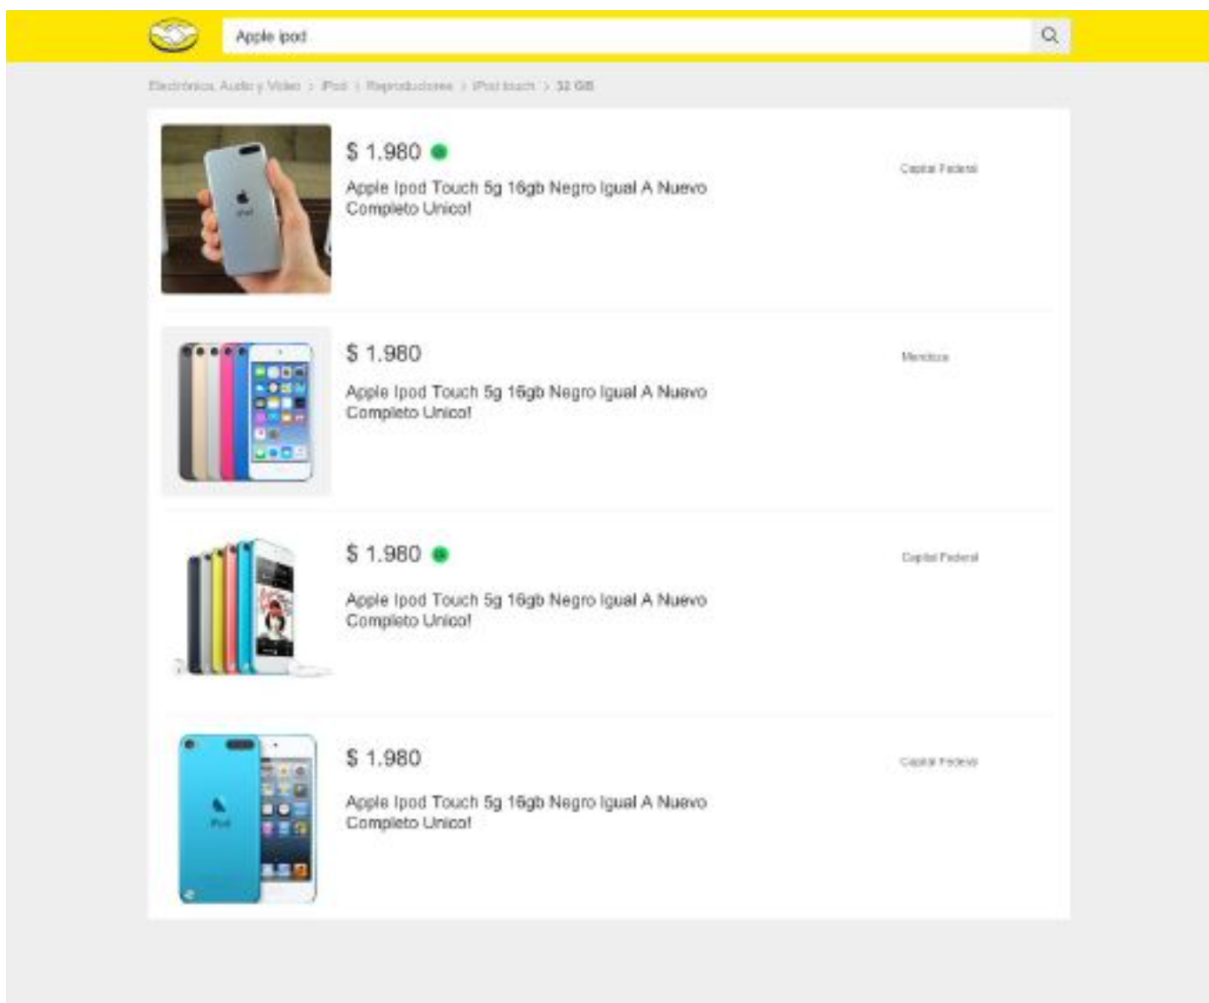 Apple ipod
Electrónica, Audio y Video > iPod > Reproductores > iPod touch > 32 GB
$ 1.980
Capital Federal
Apple Ipod Touch 5g 16gb Negro Igual A Nuevo
Completo Unico!
iPod
$ 1.980
Mendoza
Apple Ipod Touch 5g 16gb Negro Igual A Nuevo
Completo Unico!
$ 1.980
Capital Federal
Apple Ipod Touch 5g 16gb Negro Igual A Nuevo
Completo Unico!
$ 1.980
Capital Federal
Apple Ipod Touch 5g 16gb Negro Igual A Nuevo
Completo Unico!
iPod